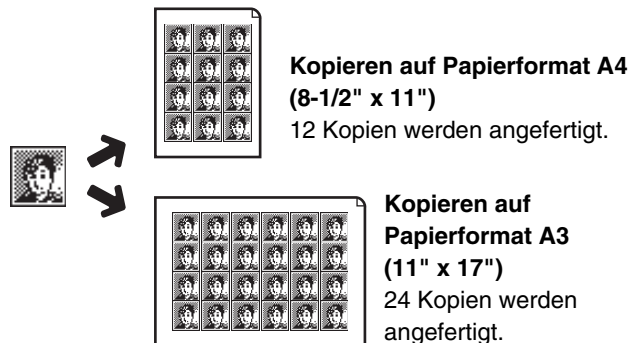 Kopieren auf Papierformat A4
(8-1/2" x 11")
12 Kopien werden angefertigt.
Kopieren auf
Papierformat A3
(11" x 17")
24 Kopien werden
angefertigt.